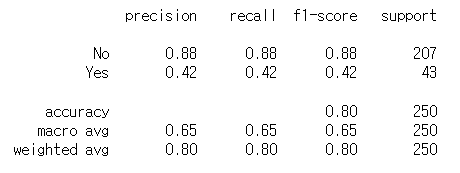 precision recall f1-score support
No 0.88 0.88 0.88 207
Yes 0.42 0.42 0.42 43
accuracy 0.80 250
macro avg 0.65 0.65 0.65 250
weighted avg 0.80 0.80 0.80 250